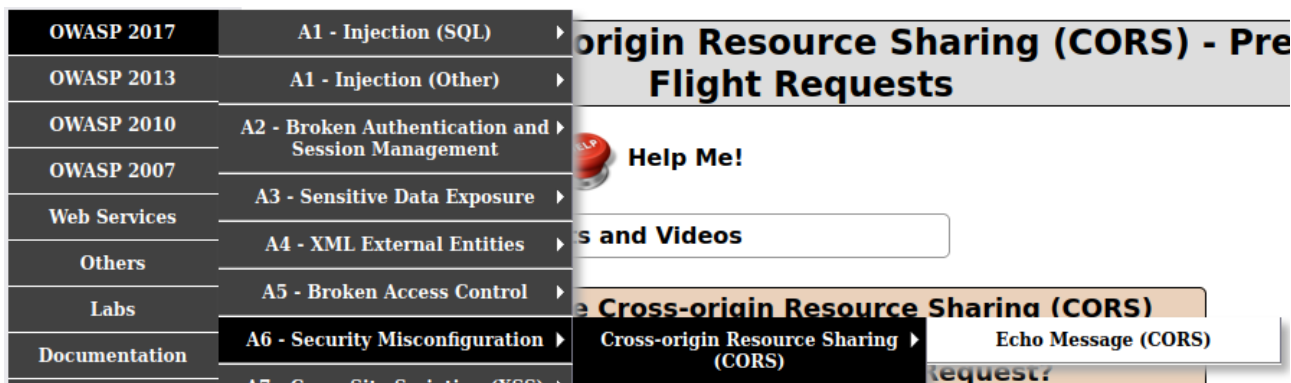 OWASP 2017
OWASP 2013
OWASP 2010
OWASP 2007
Web Services
Others
Labs
Documentation
A1 - Injection (SQL)
A1 - Injection (Other)
A2 - Broken Authentication and
Session Management
A3 - Sensitive Data Exposure
A4 - XML External Entities
A5 - Broken Access Control
A6 - Security Misconfiguration
Cross-origin Resource Sharing
(CORS)
Echo Message (CORS)
origin Resource Sharing (CORS) - Pre
Flight Requests
HELP
Help Me!
s and Videos
e Cross-origin Resource Sharing (CORS)
Request?